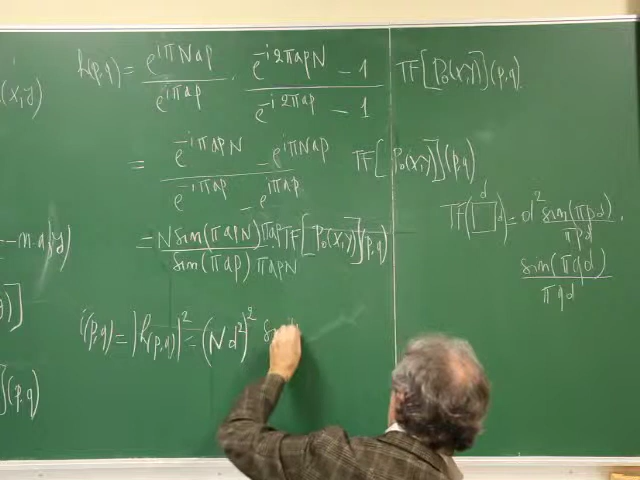 (x,y)
h(p,q) = e^{iπNap} / e^{iπap} · (e^{-i2πapN} - 1) / (e^{-i2πap} - 1) TF[P₀(x,y)](p,q)
= (e^{-iπapN} - e^{iπNap}) / (e^{-iπap} - e^{iπap}) TF[P₀(x,y)](p,q)
-- m.a,y)
= N sin(πapN) πap / sin(πap) πapN TF[P₀(x,y)](p,q)
)]
i(p,q) = |h(p,q)|² = (Nd²)²
](p,q)
TF(□ d) = d² sin(πpd) / πpd .
sin(πqd) / πqd